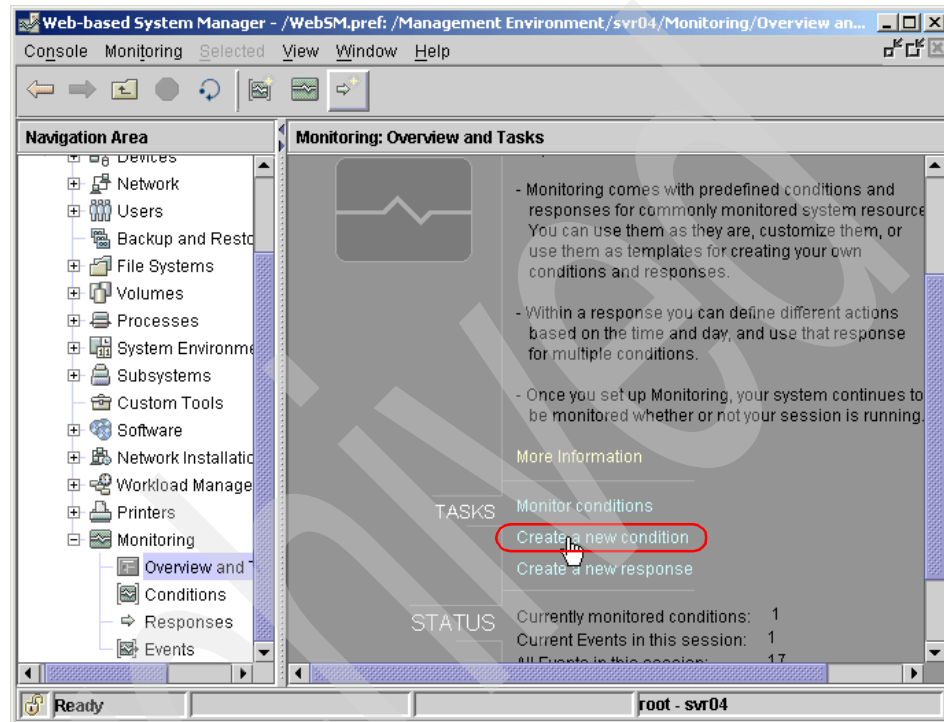 Web-based System Manager - /WebSM.pref: /Management Environment/svr04/Monitoring/Overview an...
Console Monitoring Selected View Window Help
Navigation Area
Devices
Network
Users
Backup and Resto
File Systems
Volumes
Processes
System Environme
Subsystems
Custom Tools
Software
Network Installatio
Workload Manage
Printers
Monitoring
Overview and T
Conditions
Responses
Events
Monitoring: Overview and Tasks
- Monitoring comes with predefined conditions and
responses for commonly monitored system resource
You can use them as they are, customize them, or
use them as templates for creating your own
conditions and responses.
- Within a response you can define different actions
based on the time and day, and use that response
for multiple conditions.
- Once you set up Monitoring, your system continues to
be monitored whether or not your session is running.
More Information
TASKS
Monitor conditions
Create a new condition
Create a new response
STATUS
Currently monitored conditions: 1
Current Events in this session: 1
All Events in this session: 17
Ready
root - svr04